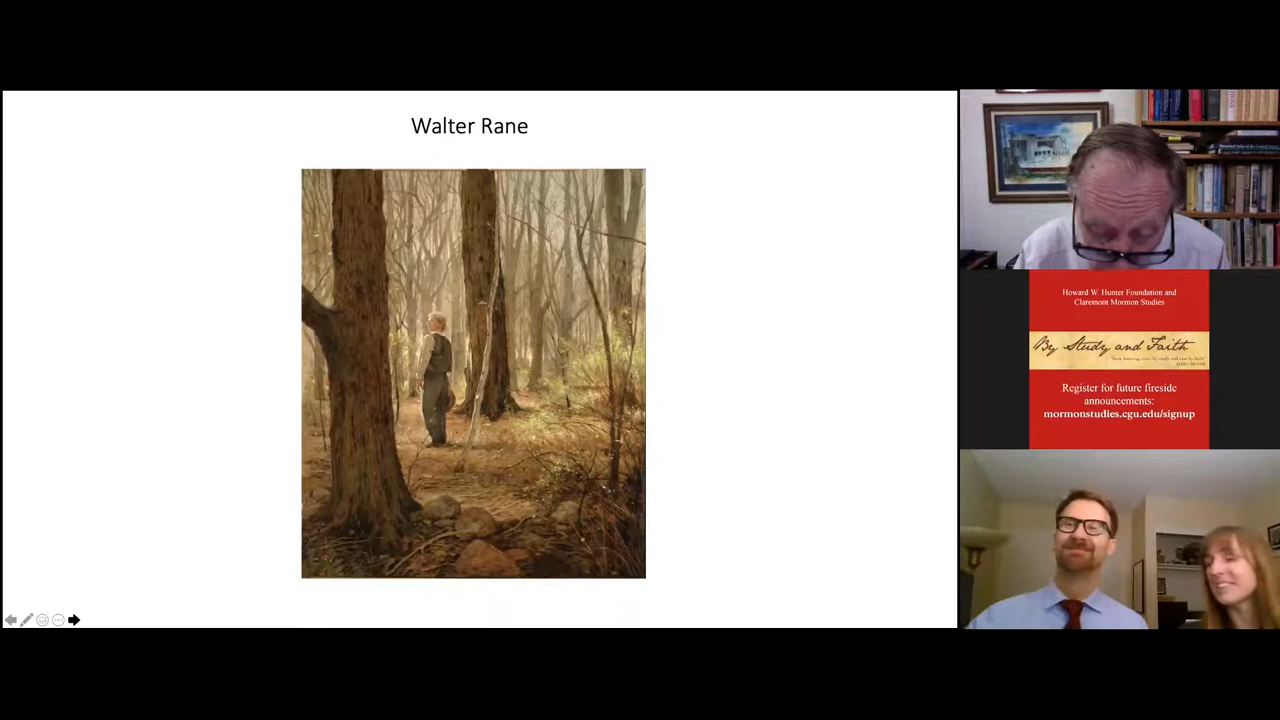 Walter Rane
Howard W. Hunter Foundation and
Claremont Mormon Studies
By Study and Faith
Register for future fireside
announcements:
mormonstudies.cgu.edu/signup